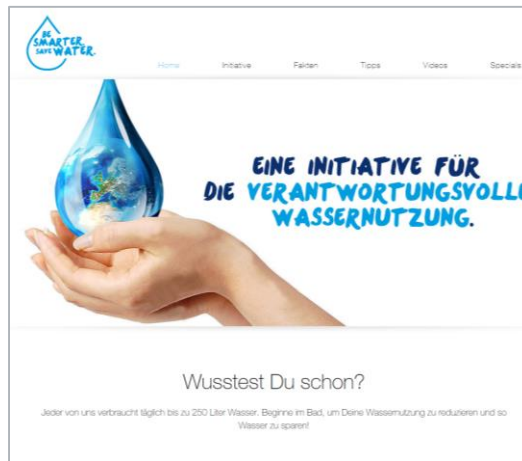 BE
SMARTER.
SAVE WATER.
Home Initiative Fakten Tipps Videos Specials
EINE INITIATIVE FÜR
DIE VERANTWORTUNGSVOLLE
WASSERNUTZUNG.
Wusstest Du schon?
Jeder von uns verbraucht täglich bis zu 250 Liter Wasser. Beginne im Bad, um Deine Wassernutzung zu reduzieren und so
Wasser zu sparen!